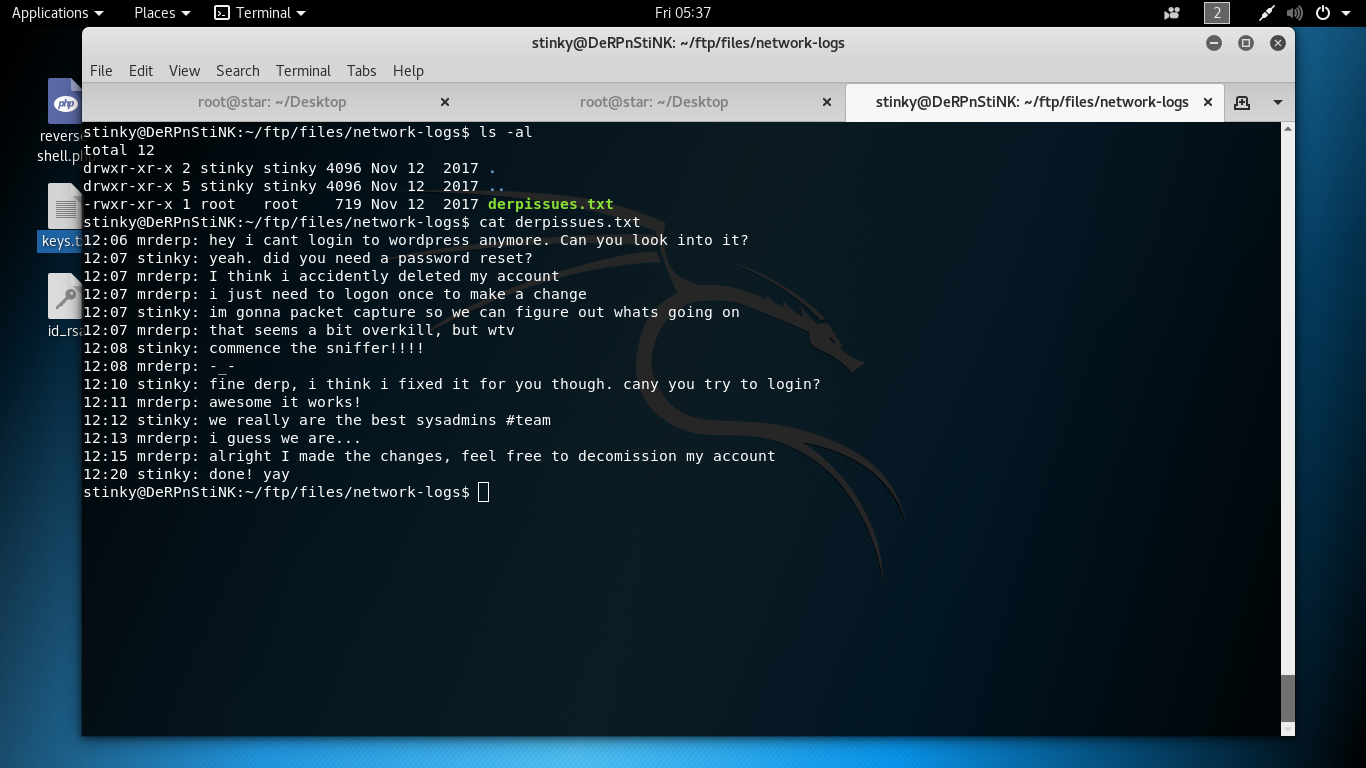 Applications Places Terminal Fri 05:37 2
stinky@DeRPnStiNK: ~/ftp/files/network-logs
File Edit View Search Terminal Tabs Help
root@star: ~/Desktop root@star: ~/Desktop stinky@DeRPnStiNK: ~/ftp/files/network-logs
php
reverse
shell.ph
keys.t
id_rsa
stinky@DeRPnStiNK:~/ftp/files/network-logs$ ls -al
total 12
drwxr-xr-x 2 stinky stinky 4096 Nov 12  2017 .
drwxr-xr-x 5 stinky stinky 4096 Nov 12  2017 ..
-rwxr-xr-x 1 root   root    719 Nov 12  2017 derpissues.txt
stinky@DeRPnStiNK:~/ftp/files/network-logs$ cat derpissues.txt
12:06 mrderp: hey i cant login to wordpress anymore. Can you look into it?
12:07 stinky: yeah. did you need a password reset?
12:07 mrderp: I think i accidently deleted my account
12:07 mrderp: i just need to logon once to make a change
12:07 stinky: im gonna packet capture so we can figure out whats going on
12:07 mrderp: that seems a bit overkill, but wtv
12:08 stinky: commence the sniffer!!!!
12:08 mrderp: -_-
12:10 stinky: fine derp, i think i fixed it for you though. cany you try to login?
12:11 mrderp: awesome it works!
12:12 stinky: we really are the best sysadmins #team
12:13 mrderp: i guess we are...
12:15 mrderp: alright I made the changes, feel free to decomission my account
12:20 stinky: done! yay
stinky@DeRPnStiNK:~/ftp/files/network-logs$